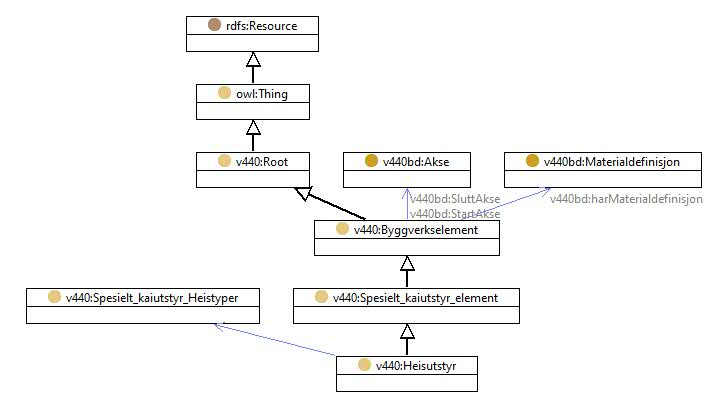 rdfs:Resource
owl:Thing
v440:Root
v440bd:Akse
v440bd:Materialdefinisjon
v440bd:SluttAkse
v440bd:StartAkse
v440bd:harMaterialdefinisjon
v440:Byggverkselement
v440:Spesielt_kaiutstyr_Heistyper
v440:Spesielt_kaiutstyr_element
v440:Heisutstyr